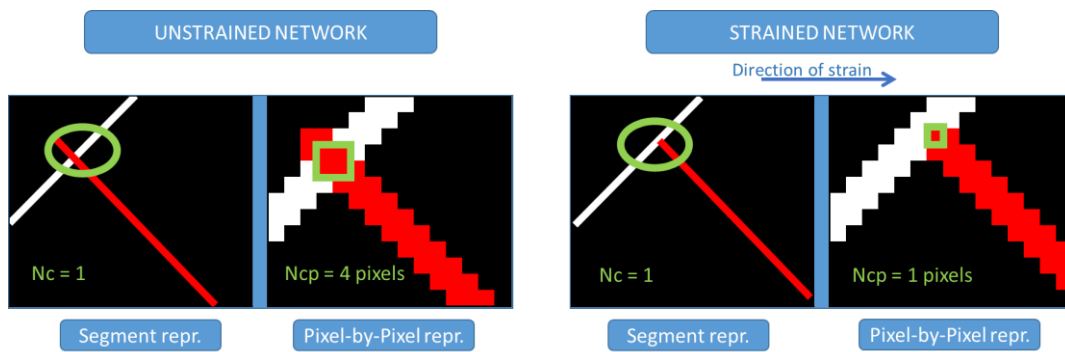 UNSTRAINED NETWORK
STRAINED NETWORK
Direction of strain
Nc = 1
Ncp = 4 pixels
Nc = 1
Ncp = 1 pixels
Segment repr.
Pixel-by-Pixel repr.
Segment repr.
Pixel-by-Pixel repr.